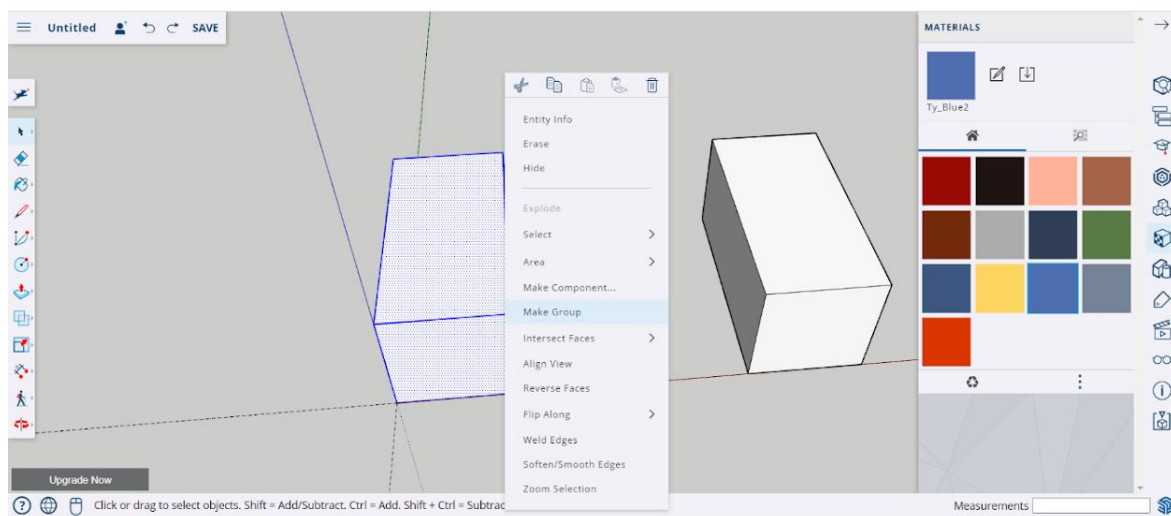 Untitled
SAVE
MATERIALS
Ty_Blue2
Entity Info
Erase
Hide
Explode
Select
Area
Make Component...
Make Group
Intersect Faces
Align View
Reverse Faces
Flip Along
Weld Edges
Soften/Smooth Edges
Zoom Selection
Upgrade Now
Click or drag to select objects. Shift = Add/Subtract. Ctrl = Add. Shift + Ctrl = Subtrac
Measurements